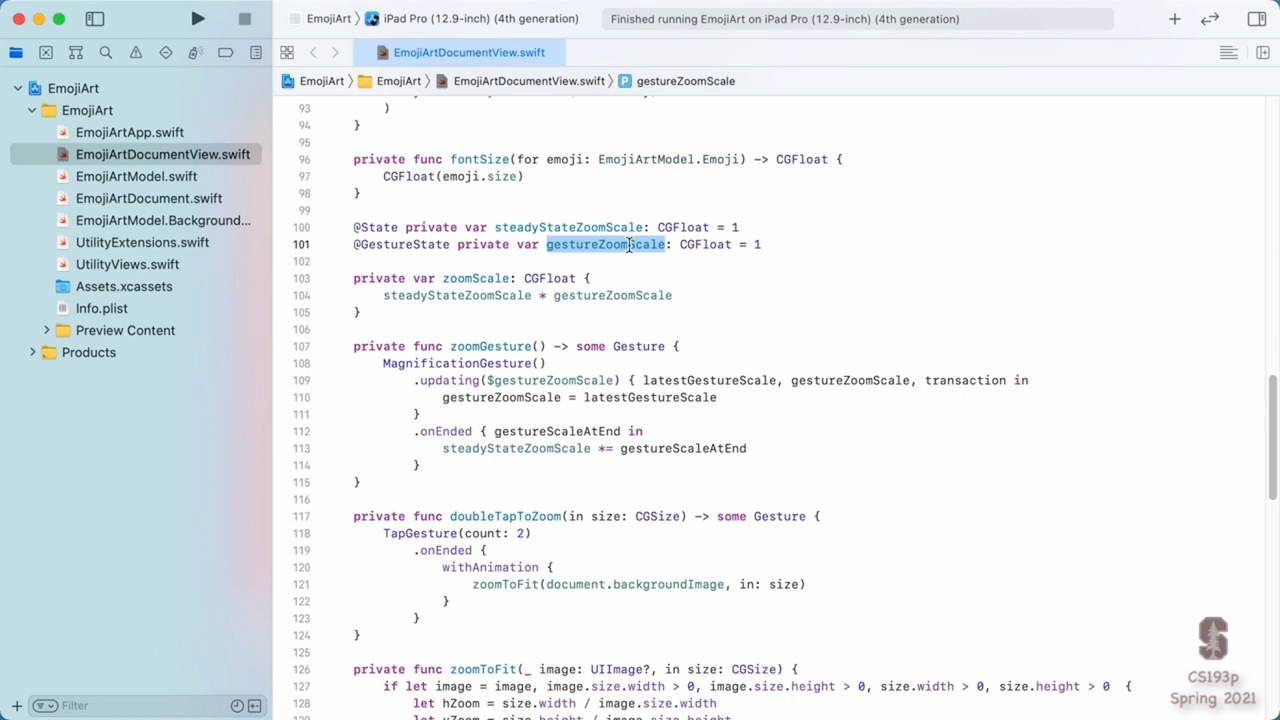 EmojiArt
iPad Pro (12.9-inch) (4th generation)
Finished running EmojiArt on iPad Pro (12.9-inch) (4th generation)
EmojiArtDocumentView.swift
EmojiArt
EmojiArt
EmojiArtDocumentView.swift
gestureZoomScale
EmojiArt
EmojiArt
EmojiArtApp.swift
EmojiArtDocumentView.swift
EmojiArtModel.swift
EmojiArtDocument.swift
EmojiArtModel.Background...
UtilityExtensions.swift
UtilityViews.swift
Assets.xcassets
Info.plist
Preview Content
Products
Filter
93 )
94 }
95
96 private func fontSize(for emoji: EmojiArtModel.Emoji) -> CGFloat {
97 CGFloat(emoji.size)
98 }
99
100 @State private var steadyStateZoomScale: CGFloat = 1
101 @GestureState private var gestureZoomScale: CGFloat = 1
102
103 private var zoomScale: CGFloat {
104 steadyStateZoomScale * gestureZoomScale
105 }
106
107 private func zoomGesture() -> some Gesture {
108 MagnificationGesture()
109 .updating($gestureZoomScale) { latestGestureScale, gestureZoomScale, transaction in
110 gestureZoomScale = latestGestureScale
111 }
112 .onEnded { gestureScaleAtEnd in
113 steadyStateZoomScale *= gestureScaleAtEnd
114 }
115 }
116
117 private func doubleTapToZoom(in size: CGSize) -> some Gesture {
118 TapGesture(count: 2)
119 .onEnded {
120 withAnimation {
121 zoomToFit(document.backgroundImage, in: size)
122 }
123 }
124 }
125
126 private func zoomToFit(_ image: UIImage?, in size: CGSize) {
127 if let image = image, image.size.width > 0, image.size.height > 0, size.width > 0, size.height > 0 {
128 let hZoom = size.width / image.size.width
CS193p
Spring 2021